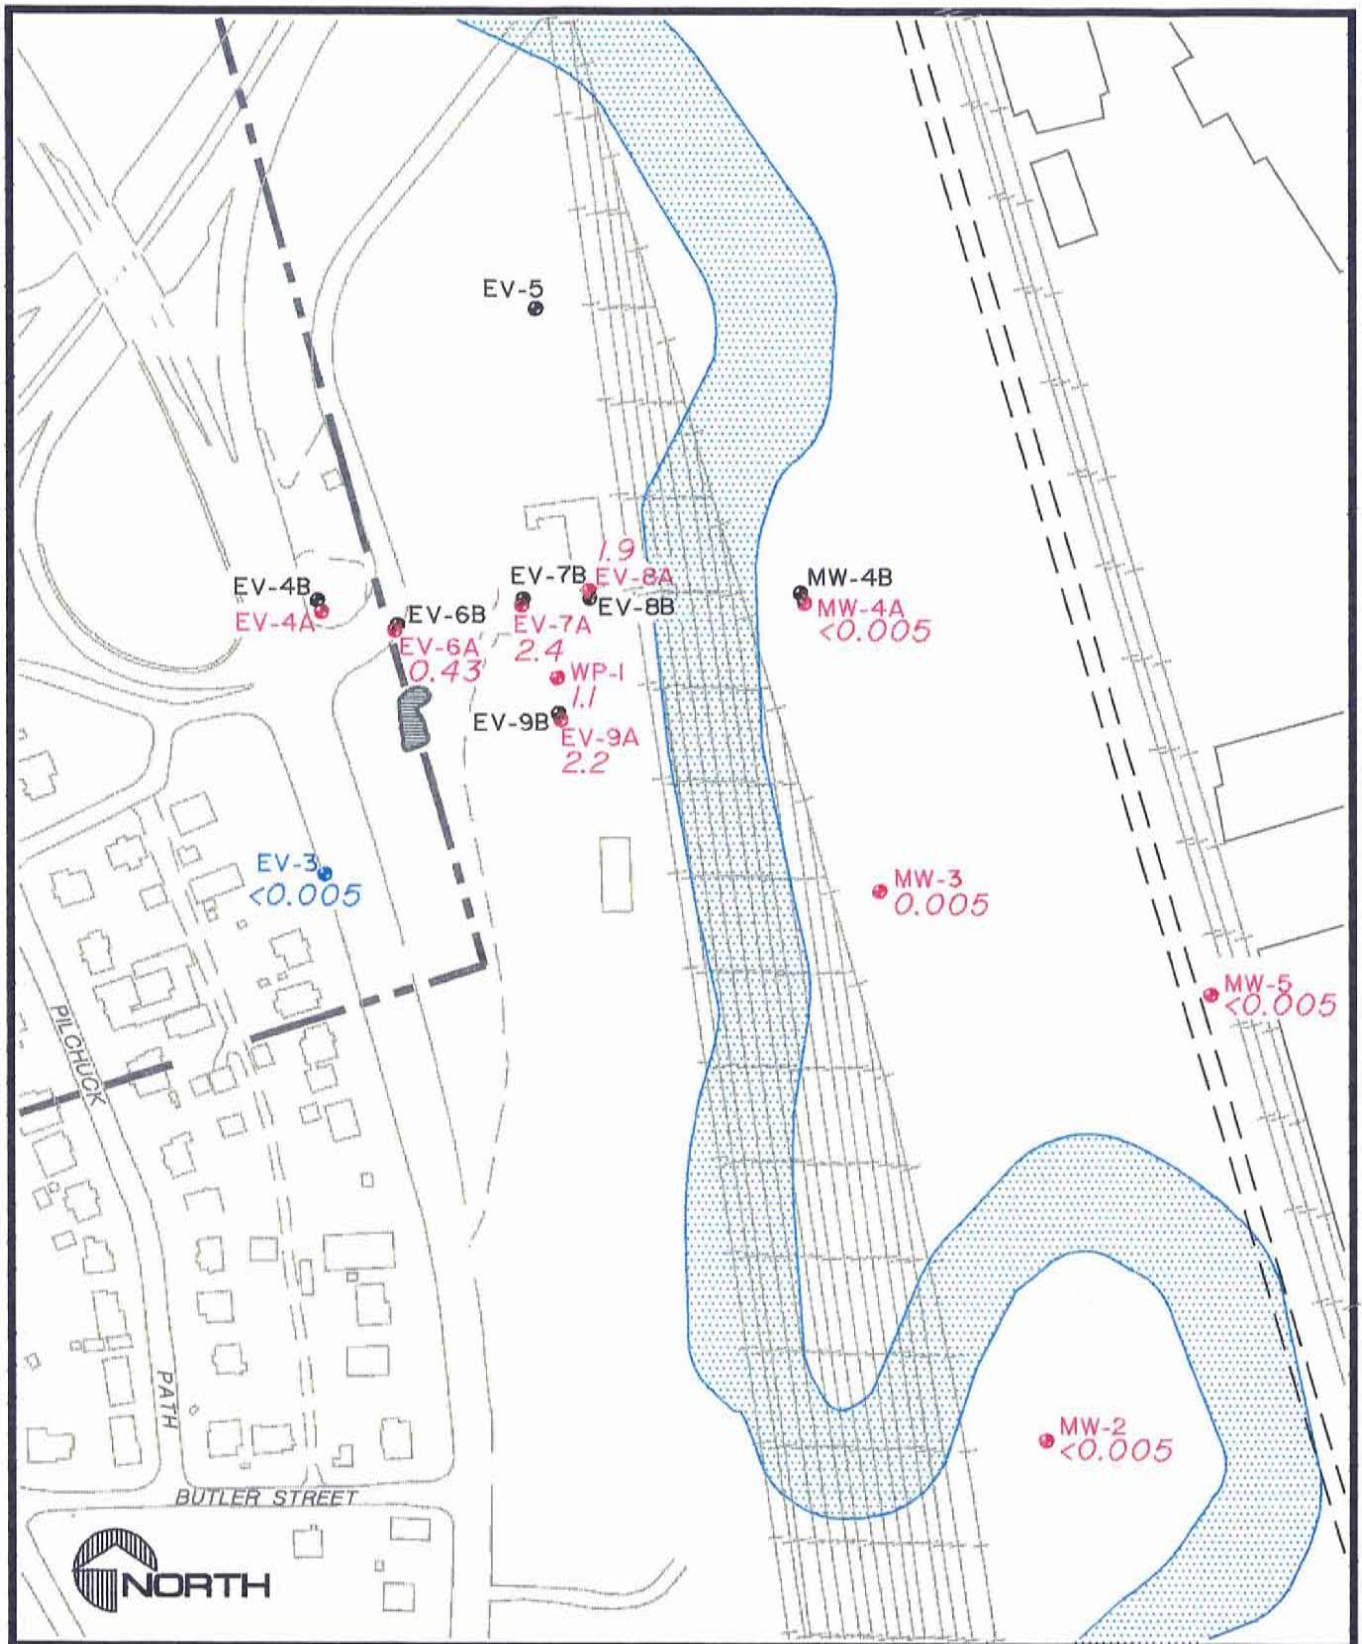 EV-5
1.9
EV-7B
EV-8A
EV-8B
MW-4B
MW-4A
<0.005
EV-4B
EV-4A
EV-6B
EV-6A
0.43
EV-7A
2.4
WP-1
1.1
EV-9B
EV-9A
2.2
EV-3
<0.005
MW-3
0.005
MW-5
<0.005
PILCHUCK
PATH
MW-2
<0.005
BUTLER STREET
NORTH